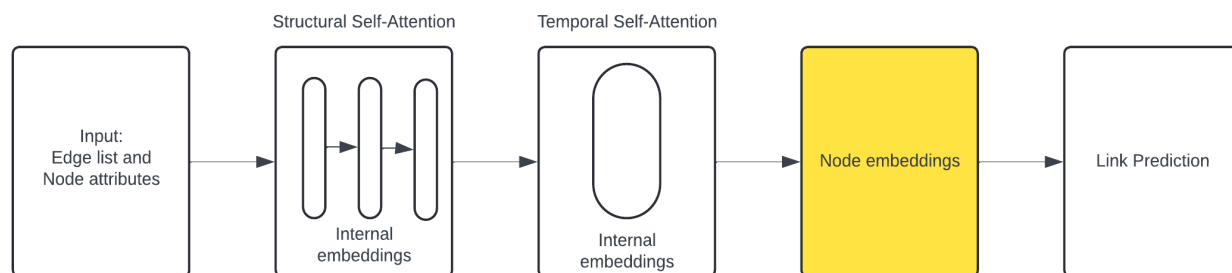 Structural Self-Attention
Temporal Self-Attention
Input:
Edge list and
Node attributes
Internal
embeddings
Internal
embeddings
Node embeddings
Link Prediction